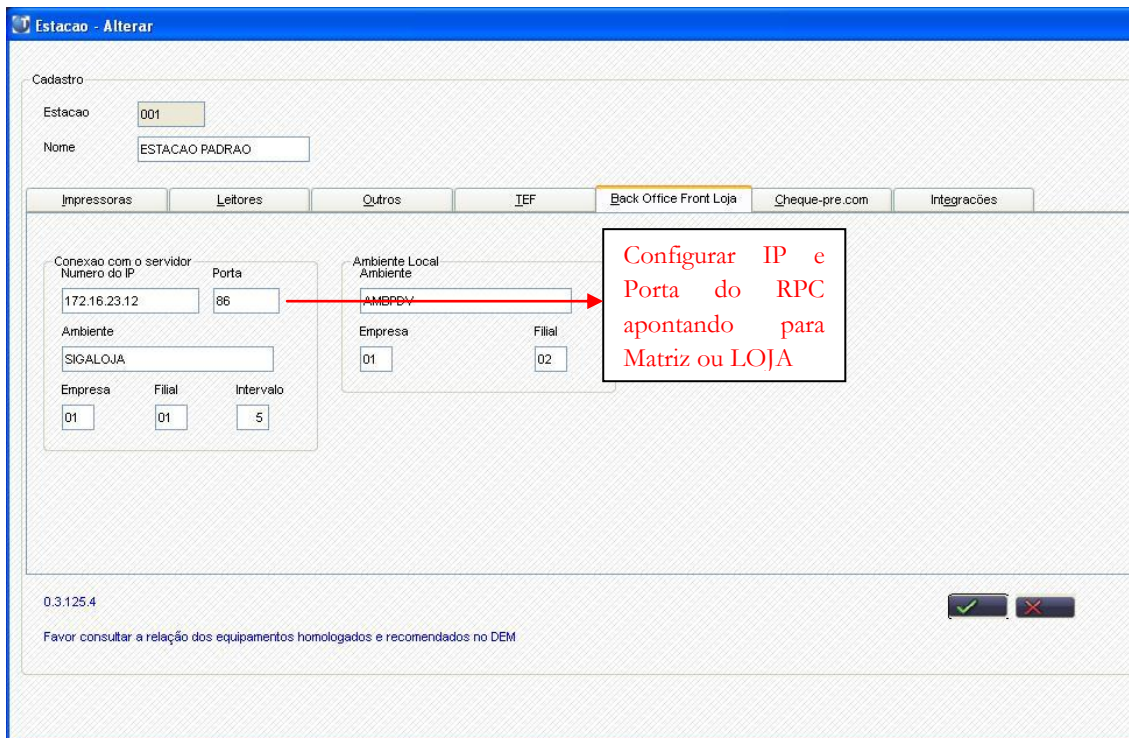 Estacao - Alterar
Cadastro
Estacao 001
Nome ESTACAO PADRAO
Impressoras Leitores Outros TEF Back Office Front Loja Cheque-pre.com Integracões
Conexao com o servidor
Numero do IP Porta
172.16.23.12 86
Ambiente
SIGALOJA
Empresa Filial Intervalo
01 01 5
Ambiente Local
Ambiente
AMBPDV
Empresa Filial
01 02
Configurar IP e
Porta do RPC
apontando para
Matriz ou LOJA
0.3.125.4
Favor consultar a relação dos equipamentos homologados e recomendados no DEM